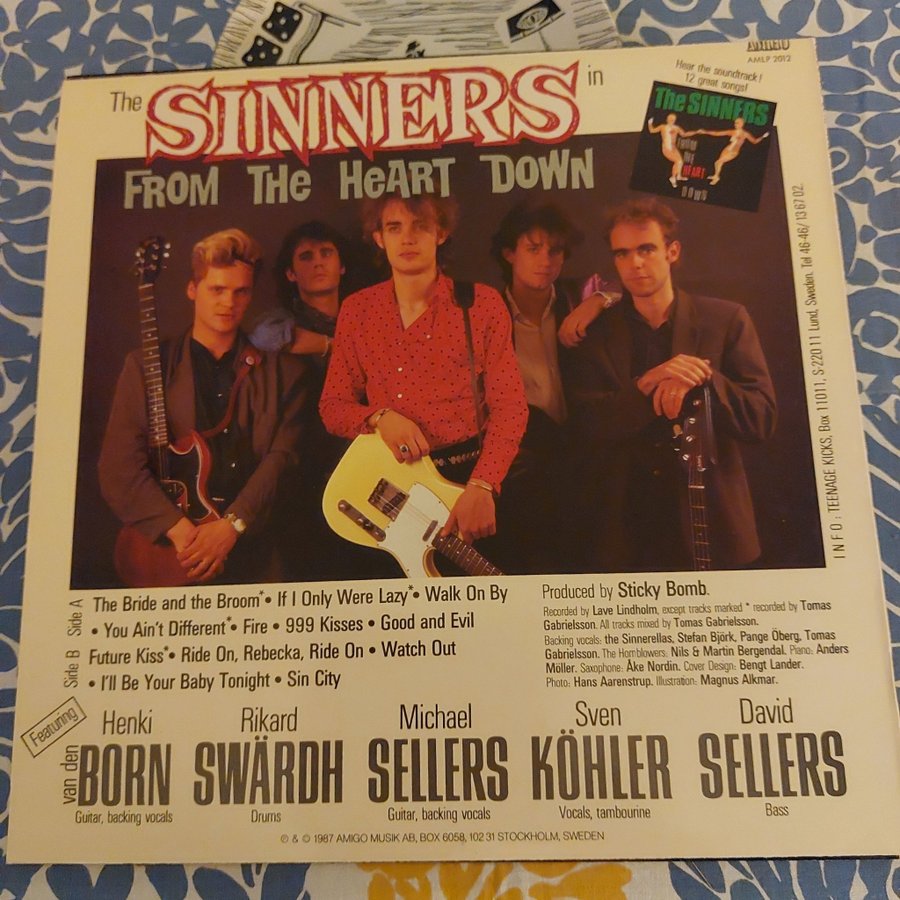 AMIGO
AMLP 2012
Hear the soundtrack!
12 great songs!
The SINNERS in
FROM THE HEART DOWN
The SINNERS
FROM
THE
HEART
DOWN
INFO: TEENAGE KICKS, Box 11011, S-220 11 Lund, Sweden. Tel 46-46/13 67 02.
Side A
The Bride and the Broom* • If I Only Were Lazy* • Walk On By
• You Ain't Different* • Fire • 999 Kisses • Good and Evil
Side B
Future Kiss* • Ride On, Rebecka, Ride On • Watch Out
• I'll Be Your Baby Tonight • Sin City
Produced by Sticky Bomb.
Recorded by Lave Lindholm, except tracks marked * recorded by Tomas
Gabrielsson. All tracks mixed by Tomas Gabrielsson.
Backing vocals: the Sinnerellas, Stefan Björk, Pange Öberg, Tomas
Gabrielsson. The Hornblowers: Nils & Martin Bergendal. Piano: Anders
Möller. Saxophone: Åke Nordin. Cover Design: Bengt Lander.
Photo: Hans Aarenstrup. Illustration: Magnus Alkmar.
Featuring
Henki
van den BORN
Guitar, backing vocals
Rikard
SWÄRDH
Drums
Michael
SELLERS
Guitar, backing vocals
Sven
KÖHLER
Vocals, tambourine
David
SELLERS
Bass
℗ & © 1987 AMIGO MUSIK AB, BOX 6058, 102 31 STOCKHOLM, SWEDEN